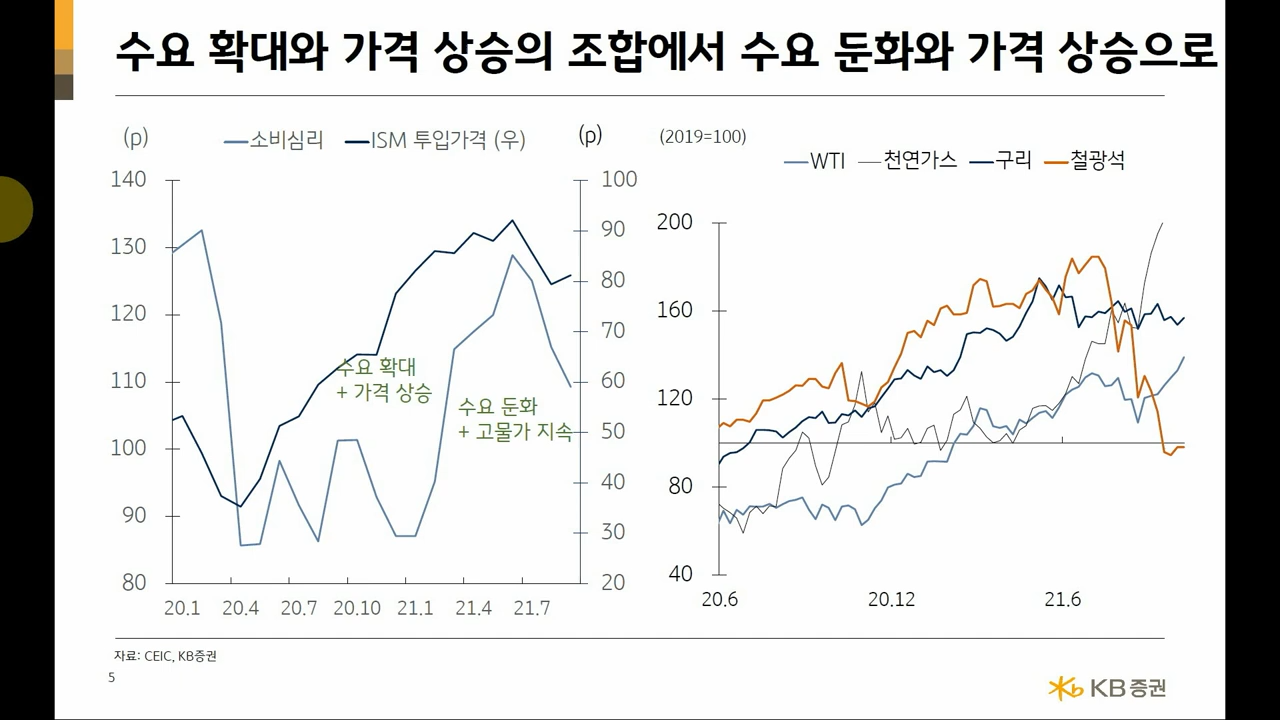 수요 확대와 가격 상승의 조합에서 수요 둔화와 가격 상승으로
(p)
소비심리
ISM 투입가격 (우)
(p)
140
130
120
110
100
90
80
100
90
80
70
60
50
40
30
20
수요 확대
+ 가격 상승
수요 둔화
+ 고물가 지속
20.1 20.4 20.7 20.10 21.1 21.4 21.7
(2019=100)
WTI 천연가스 구리 철광석
200
160
120
80
40
20.6 20.12 21.6
자료: CEIC, KB증권
5
KB 증권